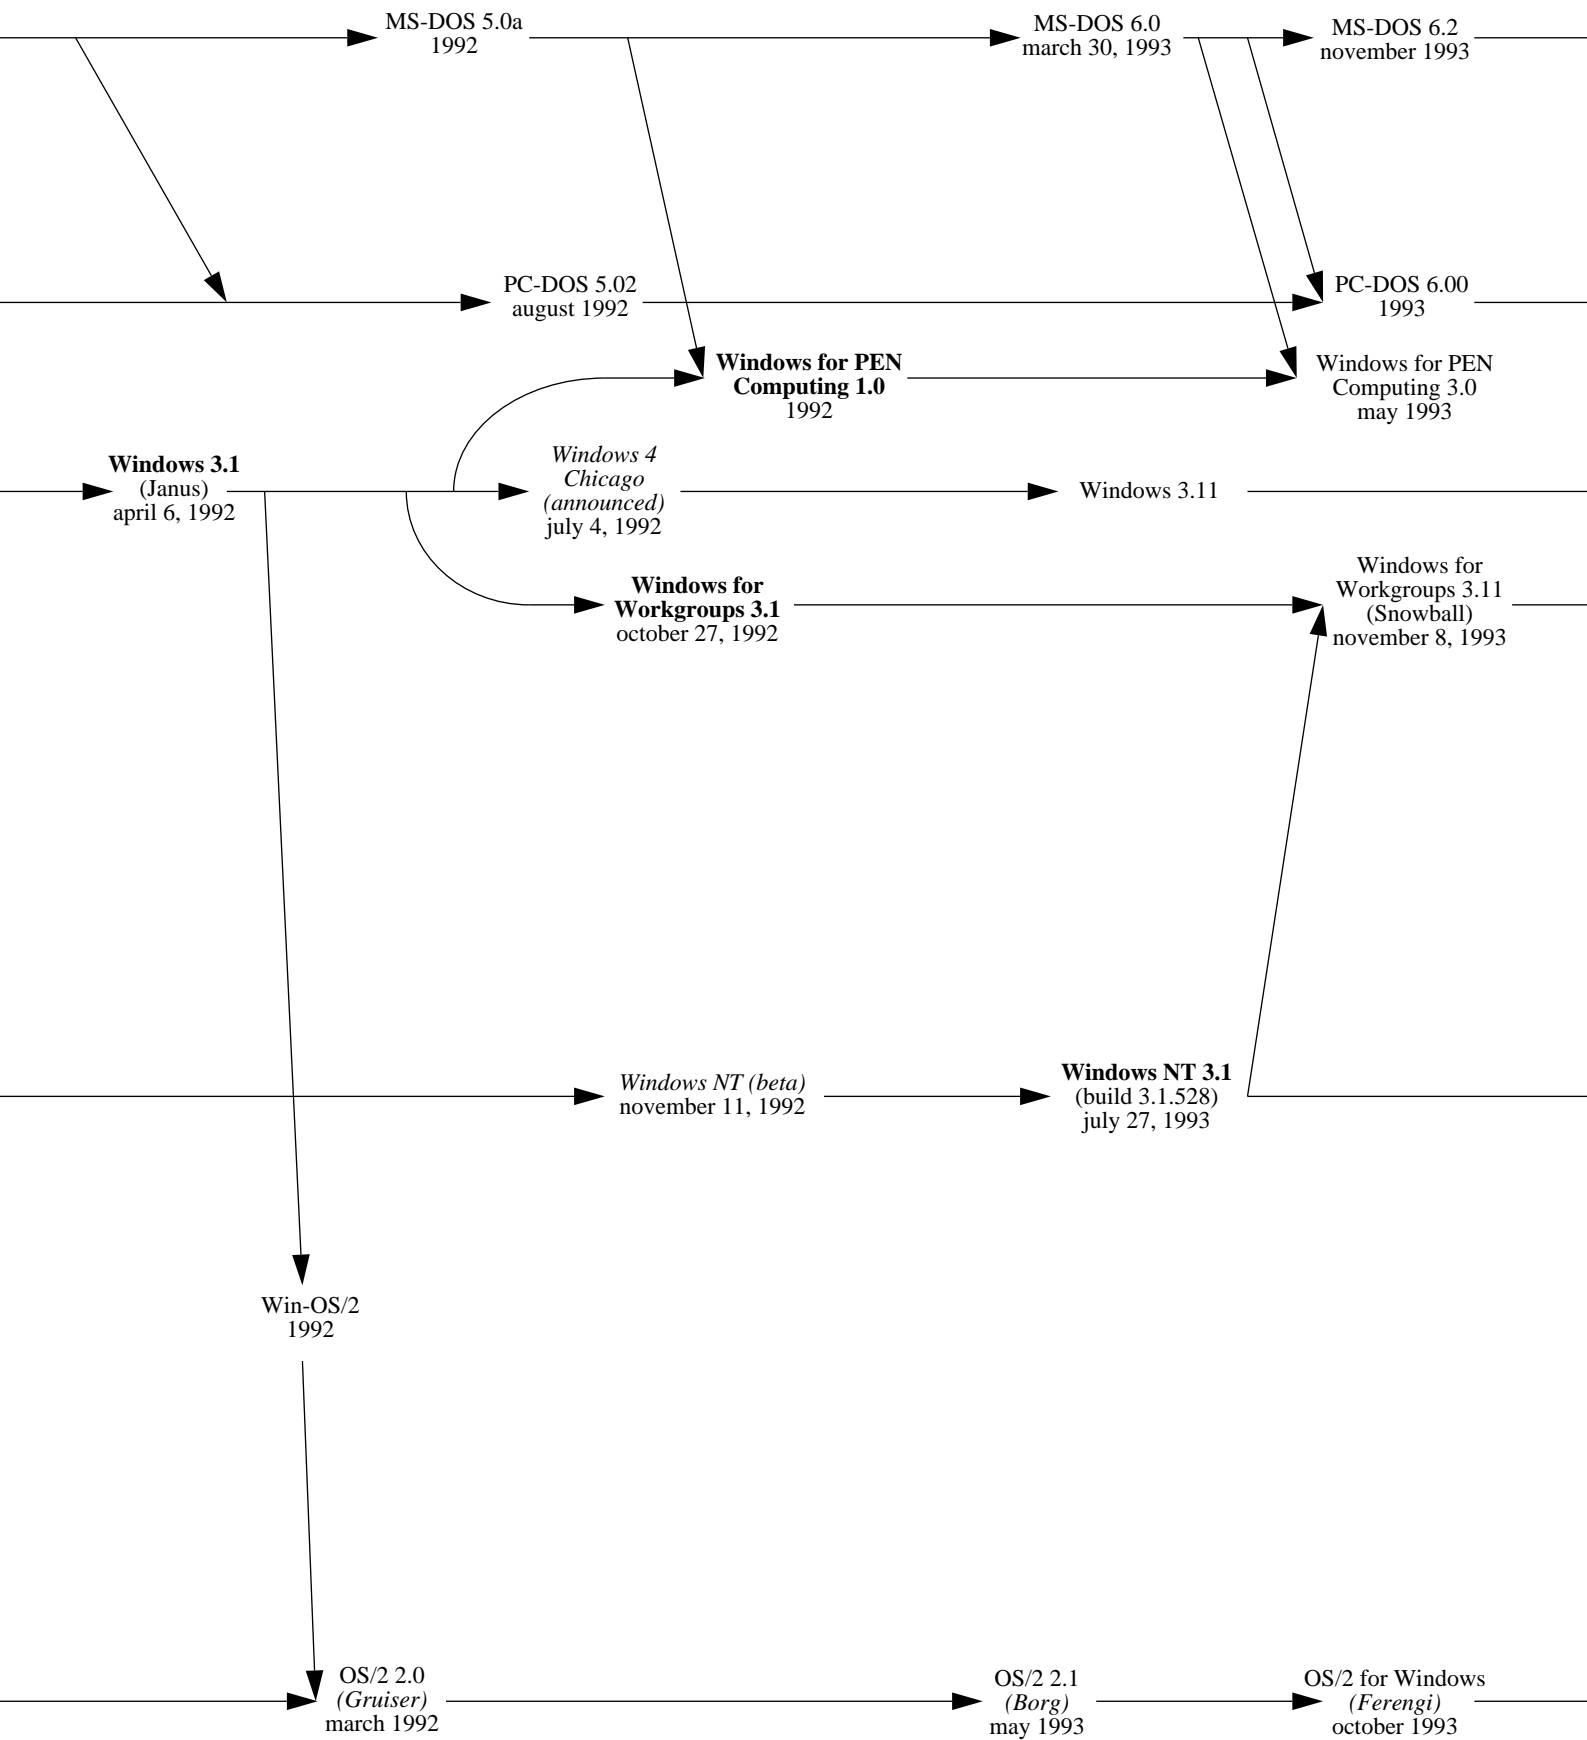 MS-DOS 5.0a
1992
MS-DOS 6.0
march 30, 1993
MS-DOS 6.2
november 1993
PC-DOS 5.02
august 1992
PC-DOS 6.00
1993
Windows for PEN
Computing 1.0
1992
Windows for PEN
Computing 3.0
may 1993
Windows 3.1
(Janus)
april 6, 1992
Windows 4
Chicago
(announced)
july 4, 1992
Windows 3.11
Windows for
Workgroups 3.1
october 27, 1992
Windows for
Workgroups 3.11
(Snowball)
november 8, 1993
Windows NT (beta)
november 11, 1992
Windows NT 3.1
(build 3.1.528)
july 27, 1993
Win-OS/2
1992
OS/2 2.0
(Gruiser)
march 1992
OS/2 2.1
(Borg)
may 1993
OS/2 for Windows
(Ferengi)
october 1993